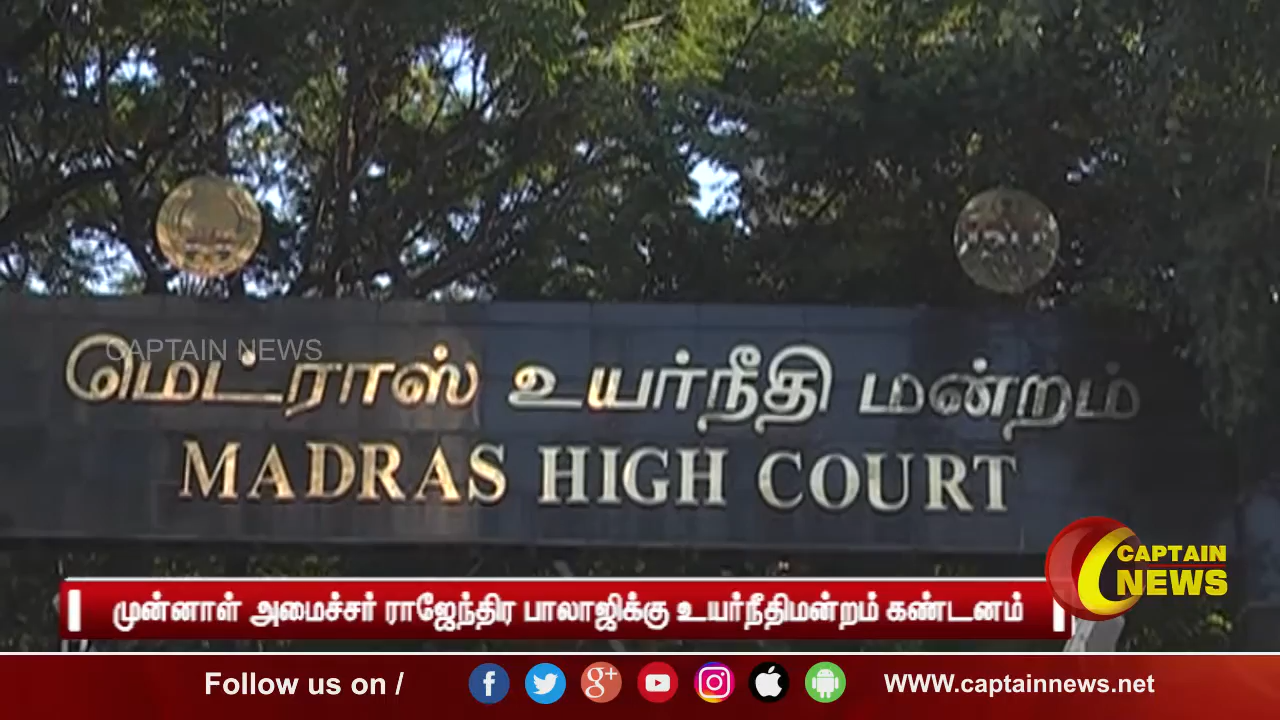 CAPTAIN NEWS
மெட்ராஸ் உயர்நீதி மன்றம்
MADRAS HIGH COURT
CAPTAIN
NEWS
முன்னாள் அமைச்சர் ராஜேந்திர பாலாஜிக்கு உயர்நீதிமன்றம் கண்டனம்
Follow us on / WWW.captainnews.net